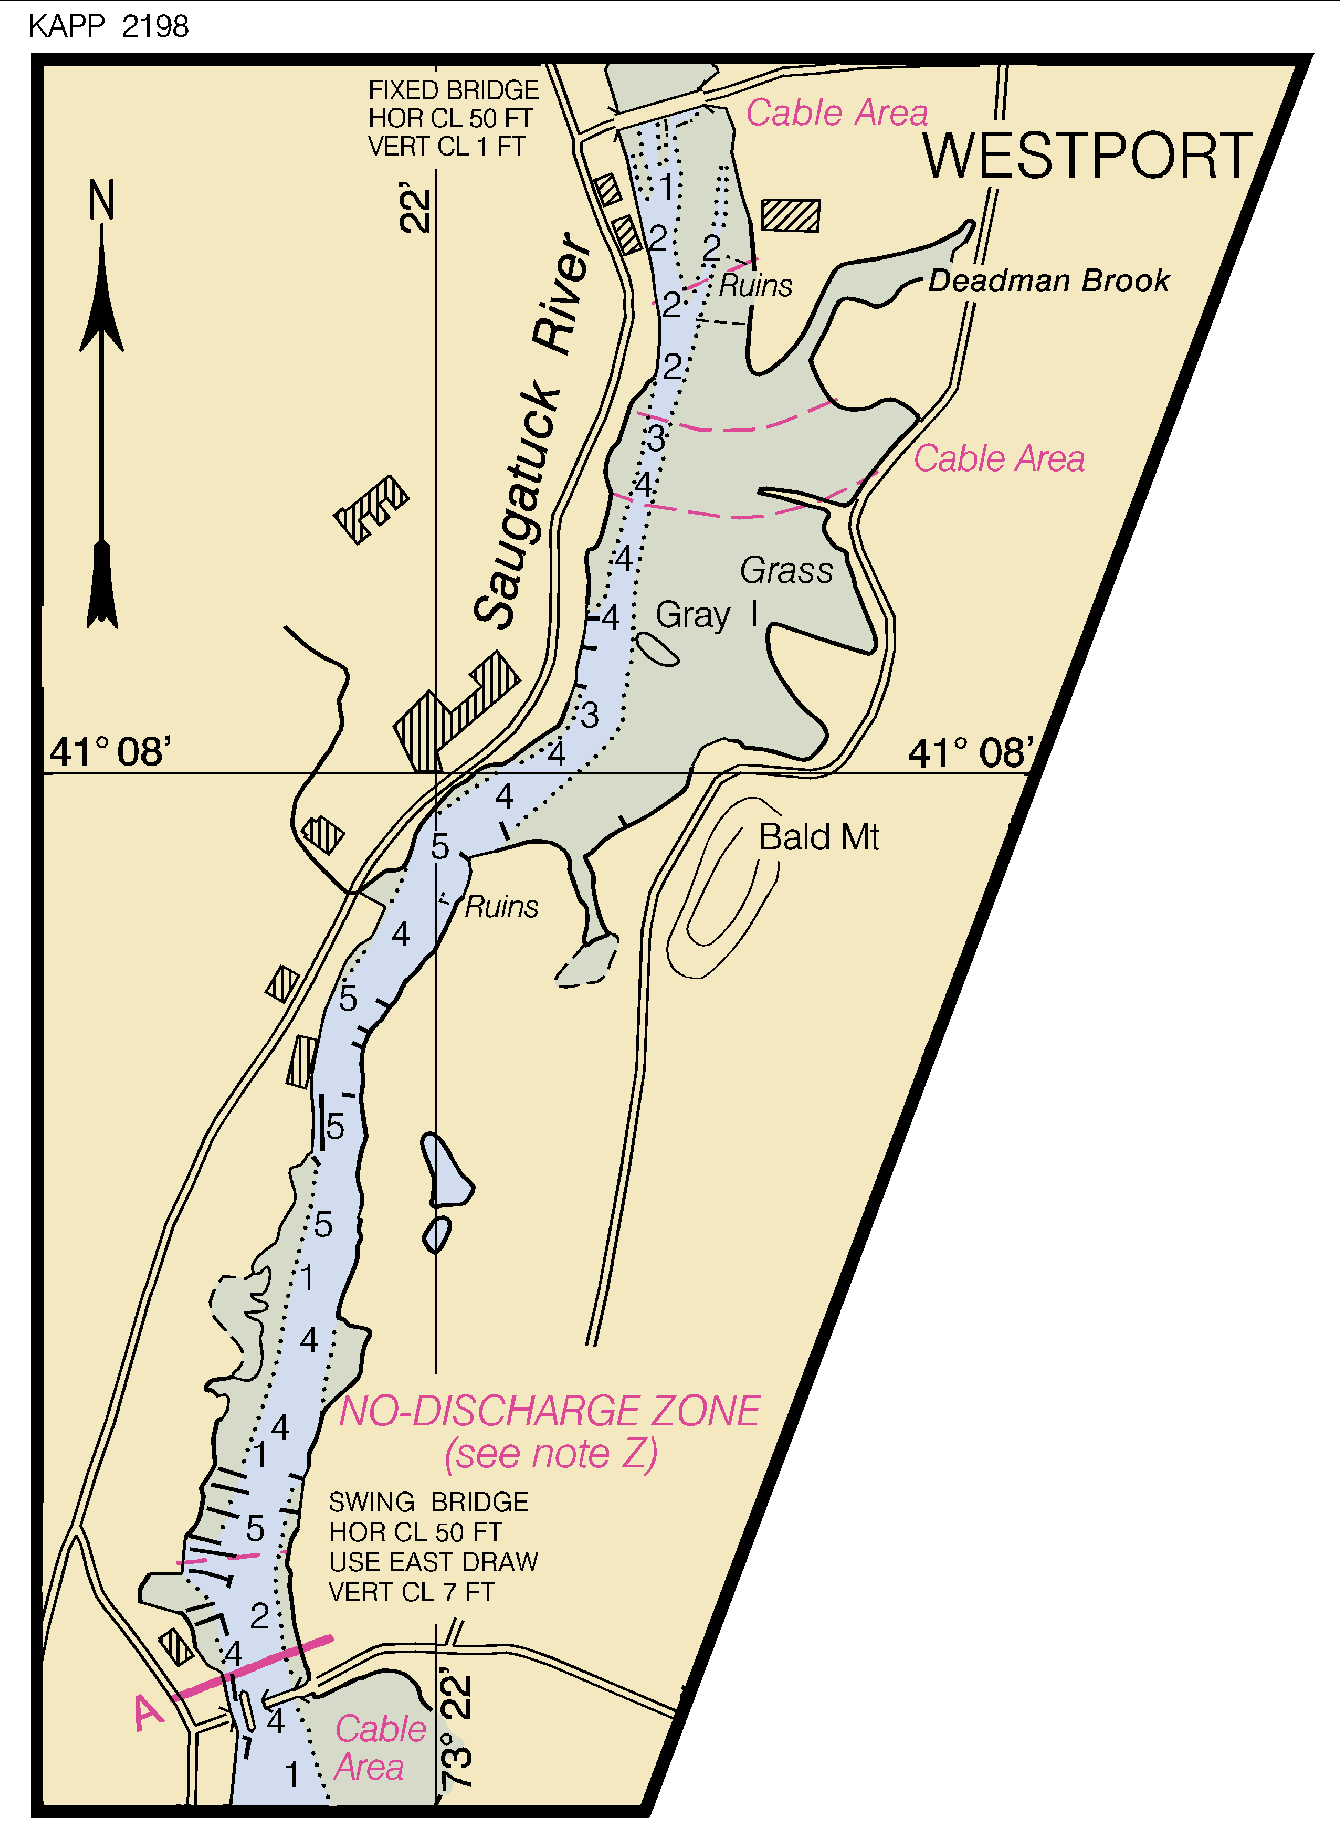 KAPP 2198
FIXED BRIDGE
HOR CL 50 FT
VERT CL 1 FT
Cable Area
WESTPORT
N
22'
1
2
2
Saugatuck River
Ruins
Deadman Brook
2
2
3
Cable Area
4
4
Grass
4
Gray I
3
41° 08'
4
41° 08'
4
Bald Mt
5
Ruins
4
5
5
5
1
4
NO-DISCHARGE ZONE
4
(see note Z)
1
SWING BRIDGE
5
HOR CL 50 FT
USE EAST DRAW
VERT CL 7 FT
2
4
A
4
73° 22'
Cable
Area
1